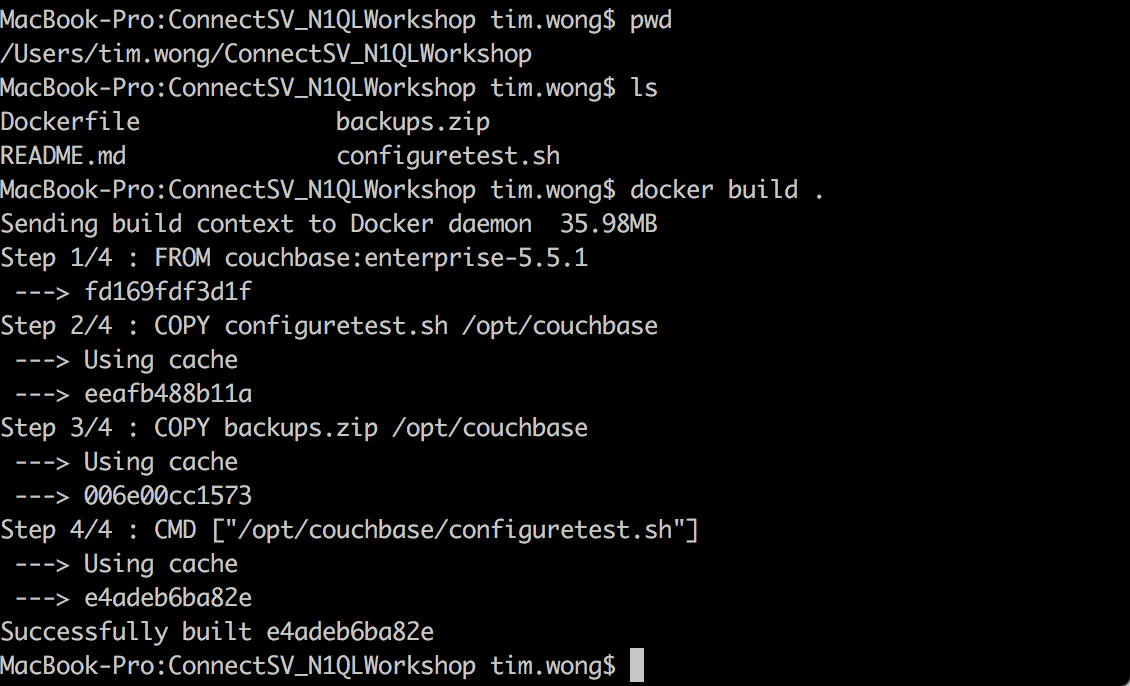 MacBook-Pro:ConnectSV_N1QLWorkshop tim.wong$ pwd
/Users/tim.wong/ConnectSV_N1QLWorkshop
MacBook-Pro:ConnectSV_N1QLWorkshop tim.wong$ ls
Dockerfile              backups.zip
README.md               configuretest.sh
MacBook-Pro:ConnectSV_N1QLWorkshop tim.wong$ docker build .
Sending build context to Docker daemon  35.98MB
Step 1/4 : FROM couchbase:enterprise-5.5.1
 ---> fd169fdf3d1f
Step 2/4 : COPY configuretest.sh /opt/couchbase
 ---> Using cache
 ---> eeafb488b11a
Step 3/4 : COPY backups.zip /opt/couchbase
 ---> Using cache
 ---> 006e00cc1573
Step 4/4 : CMD ["/opt/couchbase/configuretest.sh"]
 ---> Using cache
 ---> e4adeb6ba82e
Successfully built e4adeb6ba82e
MacBook-Pro:ConnectSV_N1QLWorkshop tim.wong$